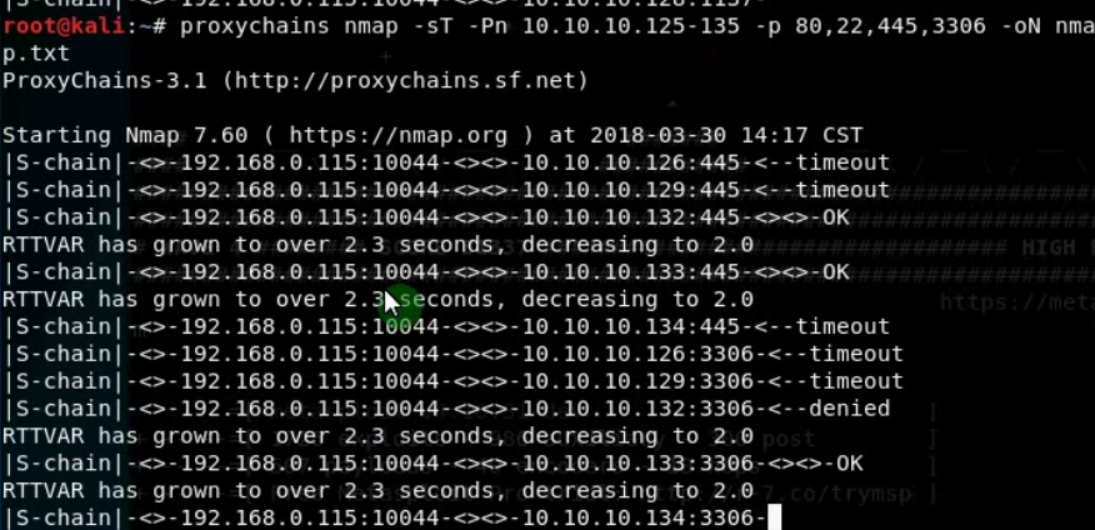 |S-chain|-<>-192.168.0.115:10044-<><>-10.10.10.128:1137-
root@kali:~# proxychains nmap -sT -Pn 10.10.10.125-135 -p 80,22,445,3306 -oN nma
p.txt
ProxyChains-3.1 (http://proxychains.sf.net)
Starting Nmap 7.60 ( https://nmap.org ) at 2018-03-30 14:17 CST
|S-chain|-<>-192.168.0.115:10044-<><>-10.10.10.126:445-<--timeout
|S-chain|-<>-192.168.0.115:10044-<><>-10.10.10.129:445-<--timeout
|S-chain|-<>-192.168.0.115:10044-<><>-10.10.10.132:445-<><>-OK
RTTVAR has grown to over 2.3 seconds, decreasing to 2.0
|S-chain|-<>-192.168.0.115:10044-<><>-10.10.10.133:445-<><>-OK
RTTVAR has grown to over 2.3 seconds, decreasing to 2.0
|S-chain|-<>-192.168.0.115:10044-<><>-10.10.10.134:445-<--timeout
|S-chain|-<>-192.168.0.115:10044-<><>-10.10.10.126:3306-<--timeout
|S-chain|-<>-192.168.0.115:10044-<><>-10.10.10.129:3306-<--timeout
|S-chain|-<>-192.168.0.115:10044-<><>-10.10.10.132:3306-<--denied
RTTVAR has grown to over 2.3 seconds, decreasing to 2.0
|S-chain|-<>-192.168.0.115:10044-<><>-10.10.10.133:3306-<><>-OK
RTTVAR has grown to over 2.3 seconds, decreasing to 2.0
|S-chain|-<>-192.168.0.115:10044-<><>-10.10.10.134:3306-
HIGH
https://meta
post
/r-7.co/trymsp ]